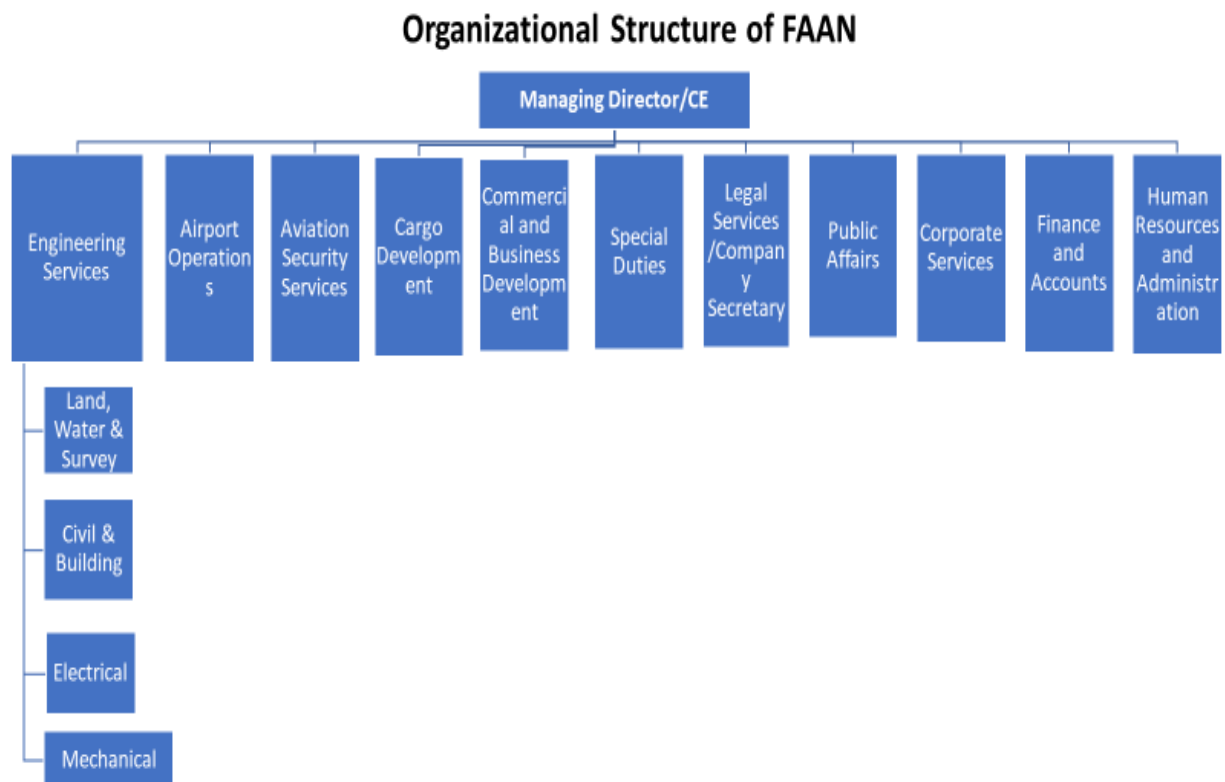 Organizational Structure of FAAN
Managing Director/CE
Engineering
Services
Airport
Operation
s
Aviation
Security
Services
Cargo
Developm
ent
Commerci
al and
Business
Developm
ent
Special
Duties
Legal
Services
/Compan
y
Secretary
Public
Affairs
Corporate
Services
Finance
and
Accounts
Human
Resources
and
Administr
ation
Land,
Water &
Survey
Civil &
Building
Electrical
Mechanical